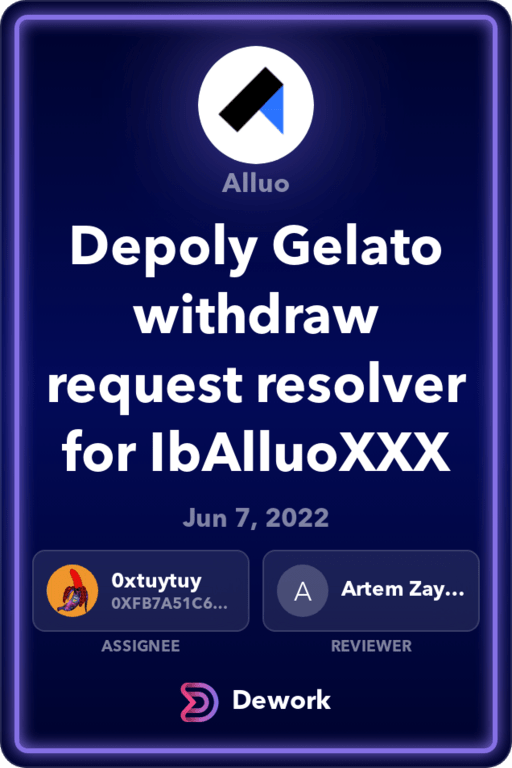 Alluo
Depoly Gelato
withdraw
request resolver
for IbAlluoXXX
Jun 7, 2022
0xtuytuy
0XFB7A51C6...
A
Artem Zay...
ASSIGNEE
REVIEWER
Dework